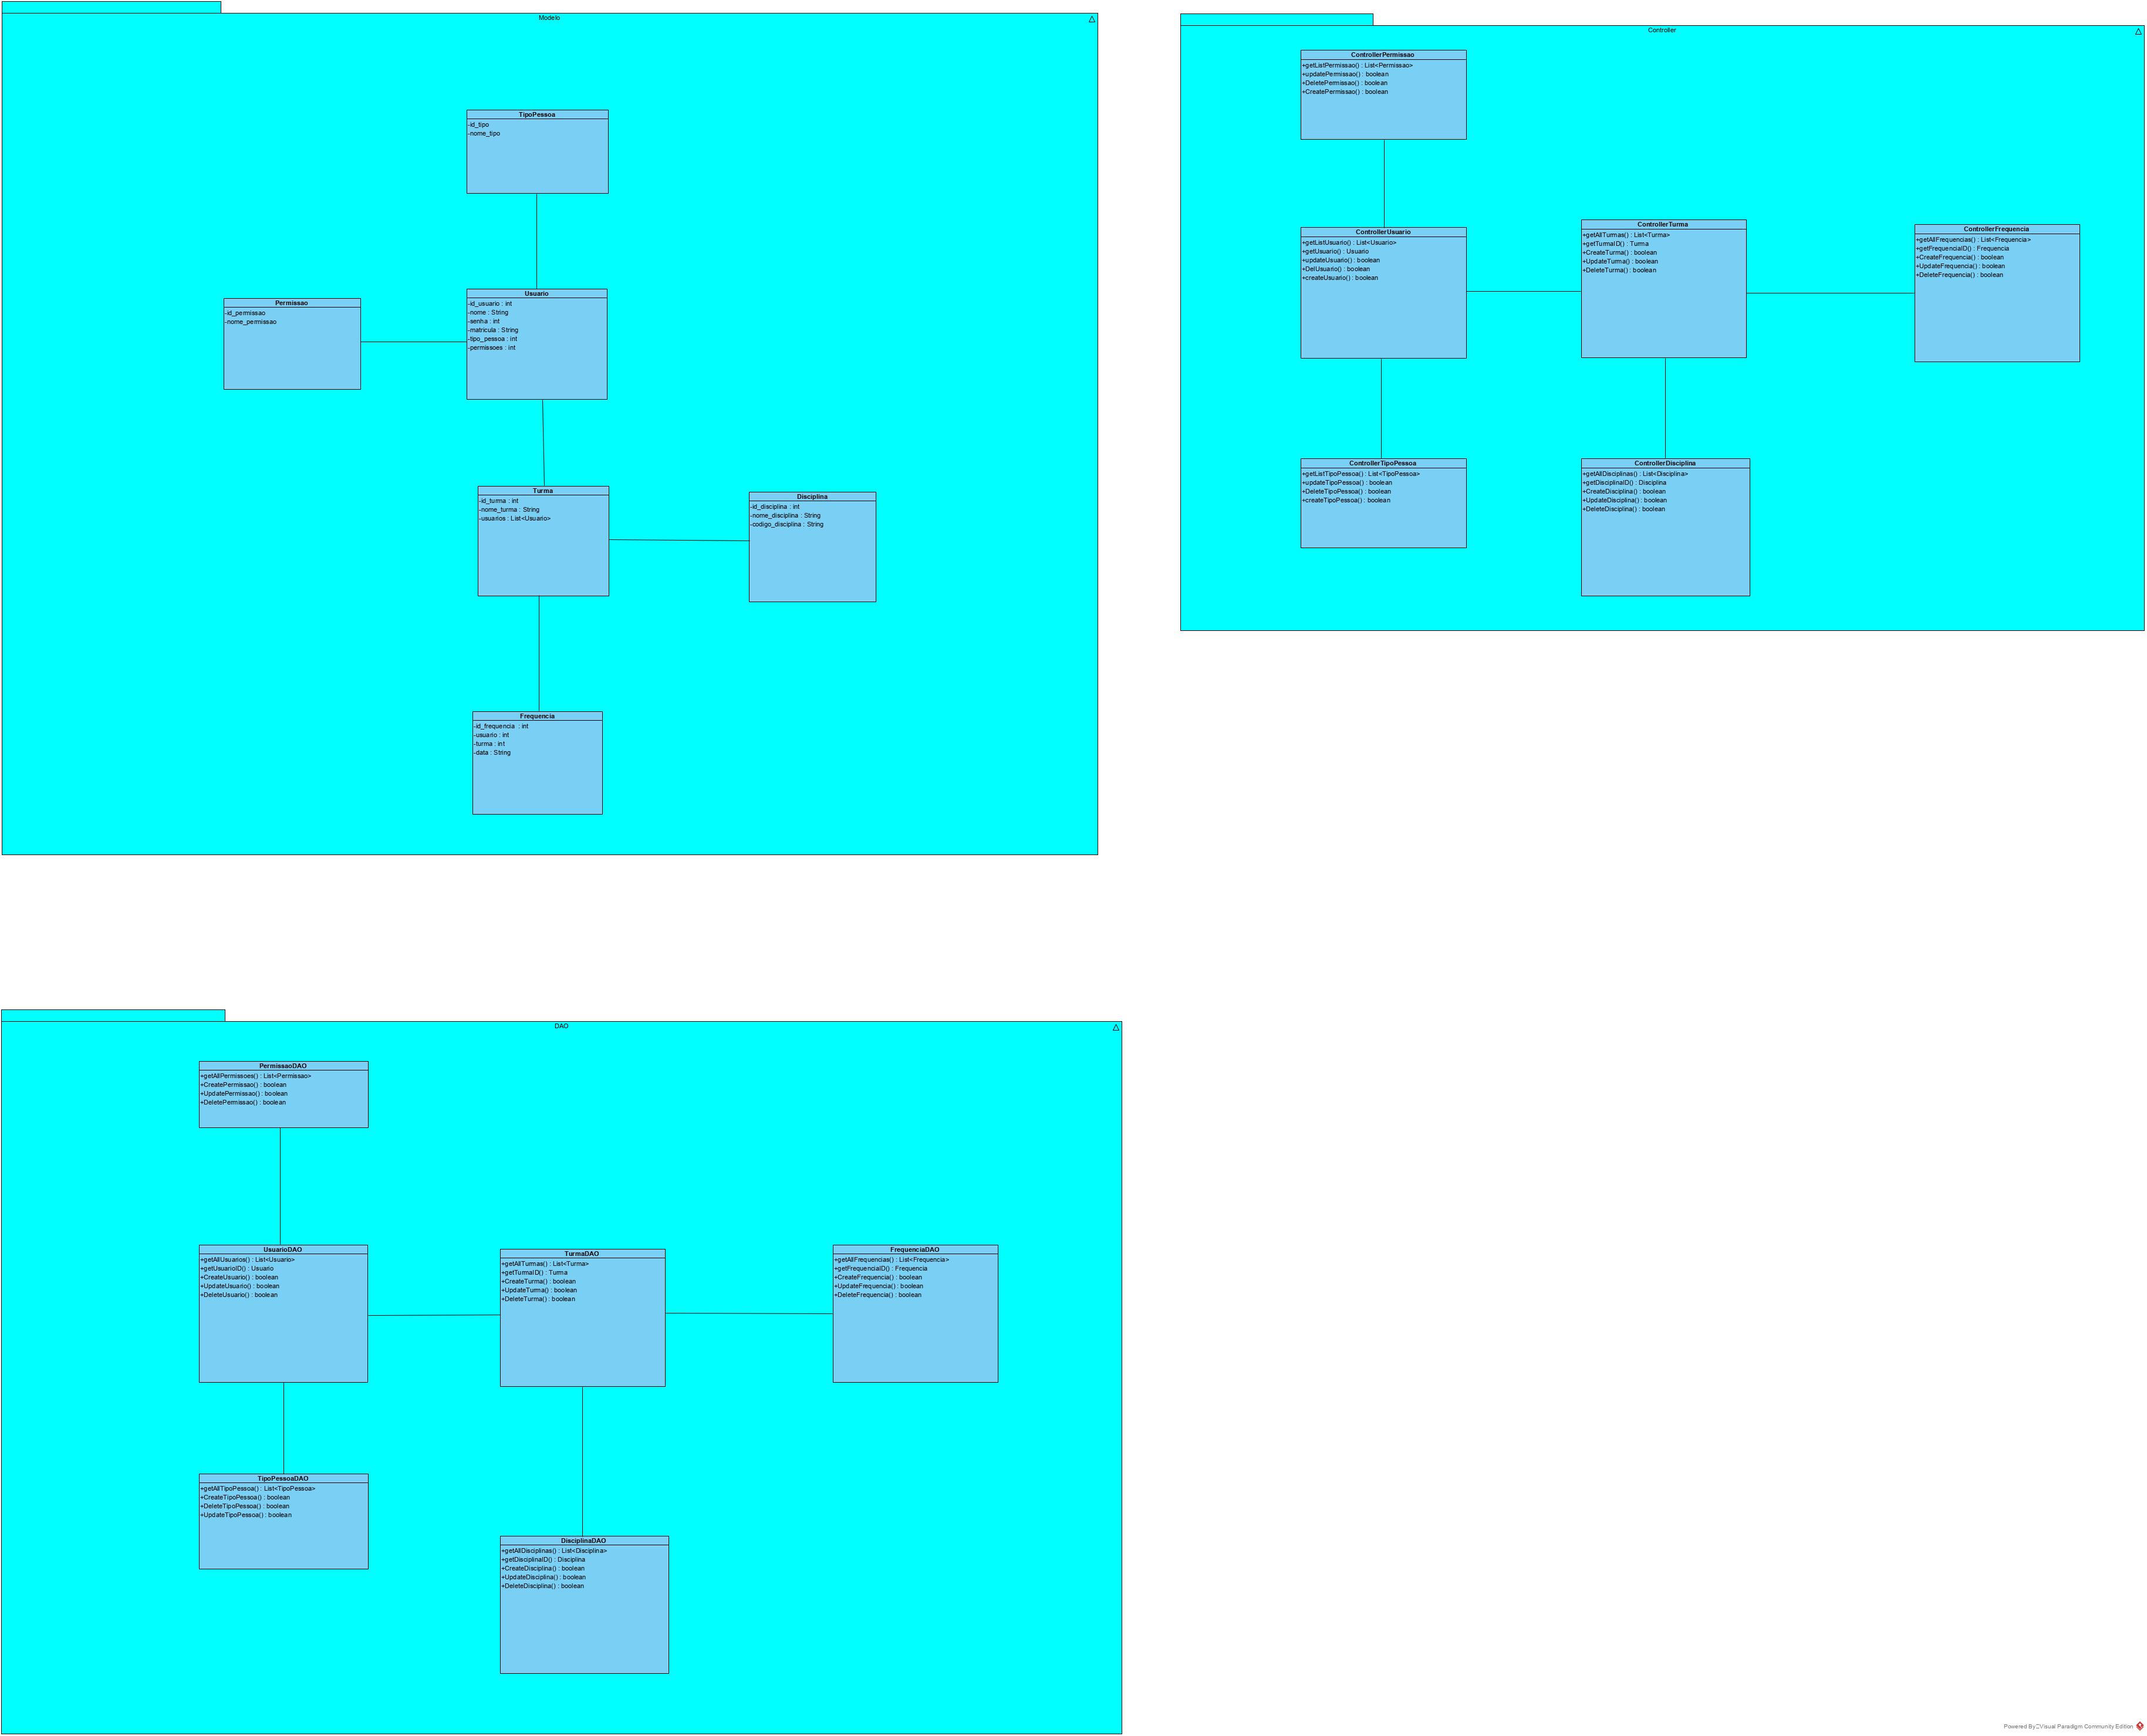 Modelo
TipoPessoa
-id_tipo
-nome_tipo
Permissao
-id_permissao
-nome_permissao
Usuario
-id_usuario : int
-nome : String
-senha : int
-matricula : String
-tipo_pessoa : int
-permissoes : int
Turma
-id_turma : int
-nome_turma : String
-usuarios : List<Usuario>
Disciplina
-id_disciplina : int
-nome_disciplina : String
-codigo_disciplina : String
Frequencia
-id_frequencia : int
-usuario : int
-turma : int
-data : String
Controller
ControllerPermissao
+getListPermissao() : List<Permissao>
+updatePermissao() : boolean
+DeletePermissao() : boolean
+CreatePermissao() : boolean
ControllerUsuario
+getListUsuario() : List<Usuario>
+getUsuario() : Usuario
+updateUsuario() : boolean
+DelUsuario() : boolean
+createUsuario() : boolean
ControllerTurma
+getAllTurmas() : List<Turma>
+getTurmaID() : Turma
+CreateTurma() : boolean
+UpdateTurma() : boolean
+DeleteTurma() : boolean
ControllerFrequencia
+getAllFrequencias() : List<Frequencia>
+getFrequenciaID() : Frequencia
+CreateFrequencia() : boolean
+UpdateFrequencia() : boolean
+DeleteFrequencia() : boolean
ControllerTipoPessoa
+getListTipoPessoa() : List<TipoPessoa>
+updateTipoPessoa() : boolean
+DeleteTipoPessoa() : boolean
+createTipoPessoa() : boolean
ControllerDisciplina
+getAllDisciplinas() : List<Disciplina>
+getDisciplinaID() : Disciplina
+CreateDisciplina() : boolean
+UpdateDisciplina() : boolean
+DeleteDisciplina() : boolean
DAO
PermissaoDAO
+getAllPermissoes() : List<Permissao>
+CreatePermissao() : boolean
+UpdatePermissao() : boolean
+DeletePermissao() : boolean
UsuarioDAO
+getAllUsuarios() : List<Usuario>
+getUsuarioID() : Usuario
+CreateUsuario() : boolean
+UpdateUsuario() : boolean
+DeleteUsuario() : boolean
TurmaDAO
+getAllTurmas() : List<Turma>
+getTurmaID() : Turma
+CreateTurma() : boolean
+UpdateTurma() : boolean
+DeleteTurma() : boolean
FrequenciaDAO
+getAllFrequencias() : List<Frequencia>
+getFrequenciaID() : Frequencia
+CreateFrequencia() : boolean
+UpdateFrequencia() : boolean
+DeleteFrequencia() : boolean
TipoPessoaDAO
+getAllTipoPessoa() : List<TipoPessoa>
+CreateTipoPessoa() : boolean
+DeleteTipoPessoa() : boolean
+UpdateTipoPessoa() : boolean
DisciplinaDAO
+getAllDisciplinas() : List<Disciplina>
+getDisciplinaID() : Disciplina
+CreateDisciplina() : boolean
+UpdateDisciplina() : boolean
+DeleteDisciplina() : boolean
Powered By Visual Paradigm Community Edition